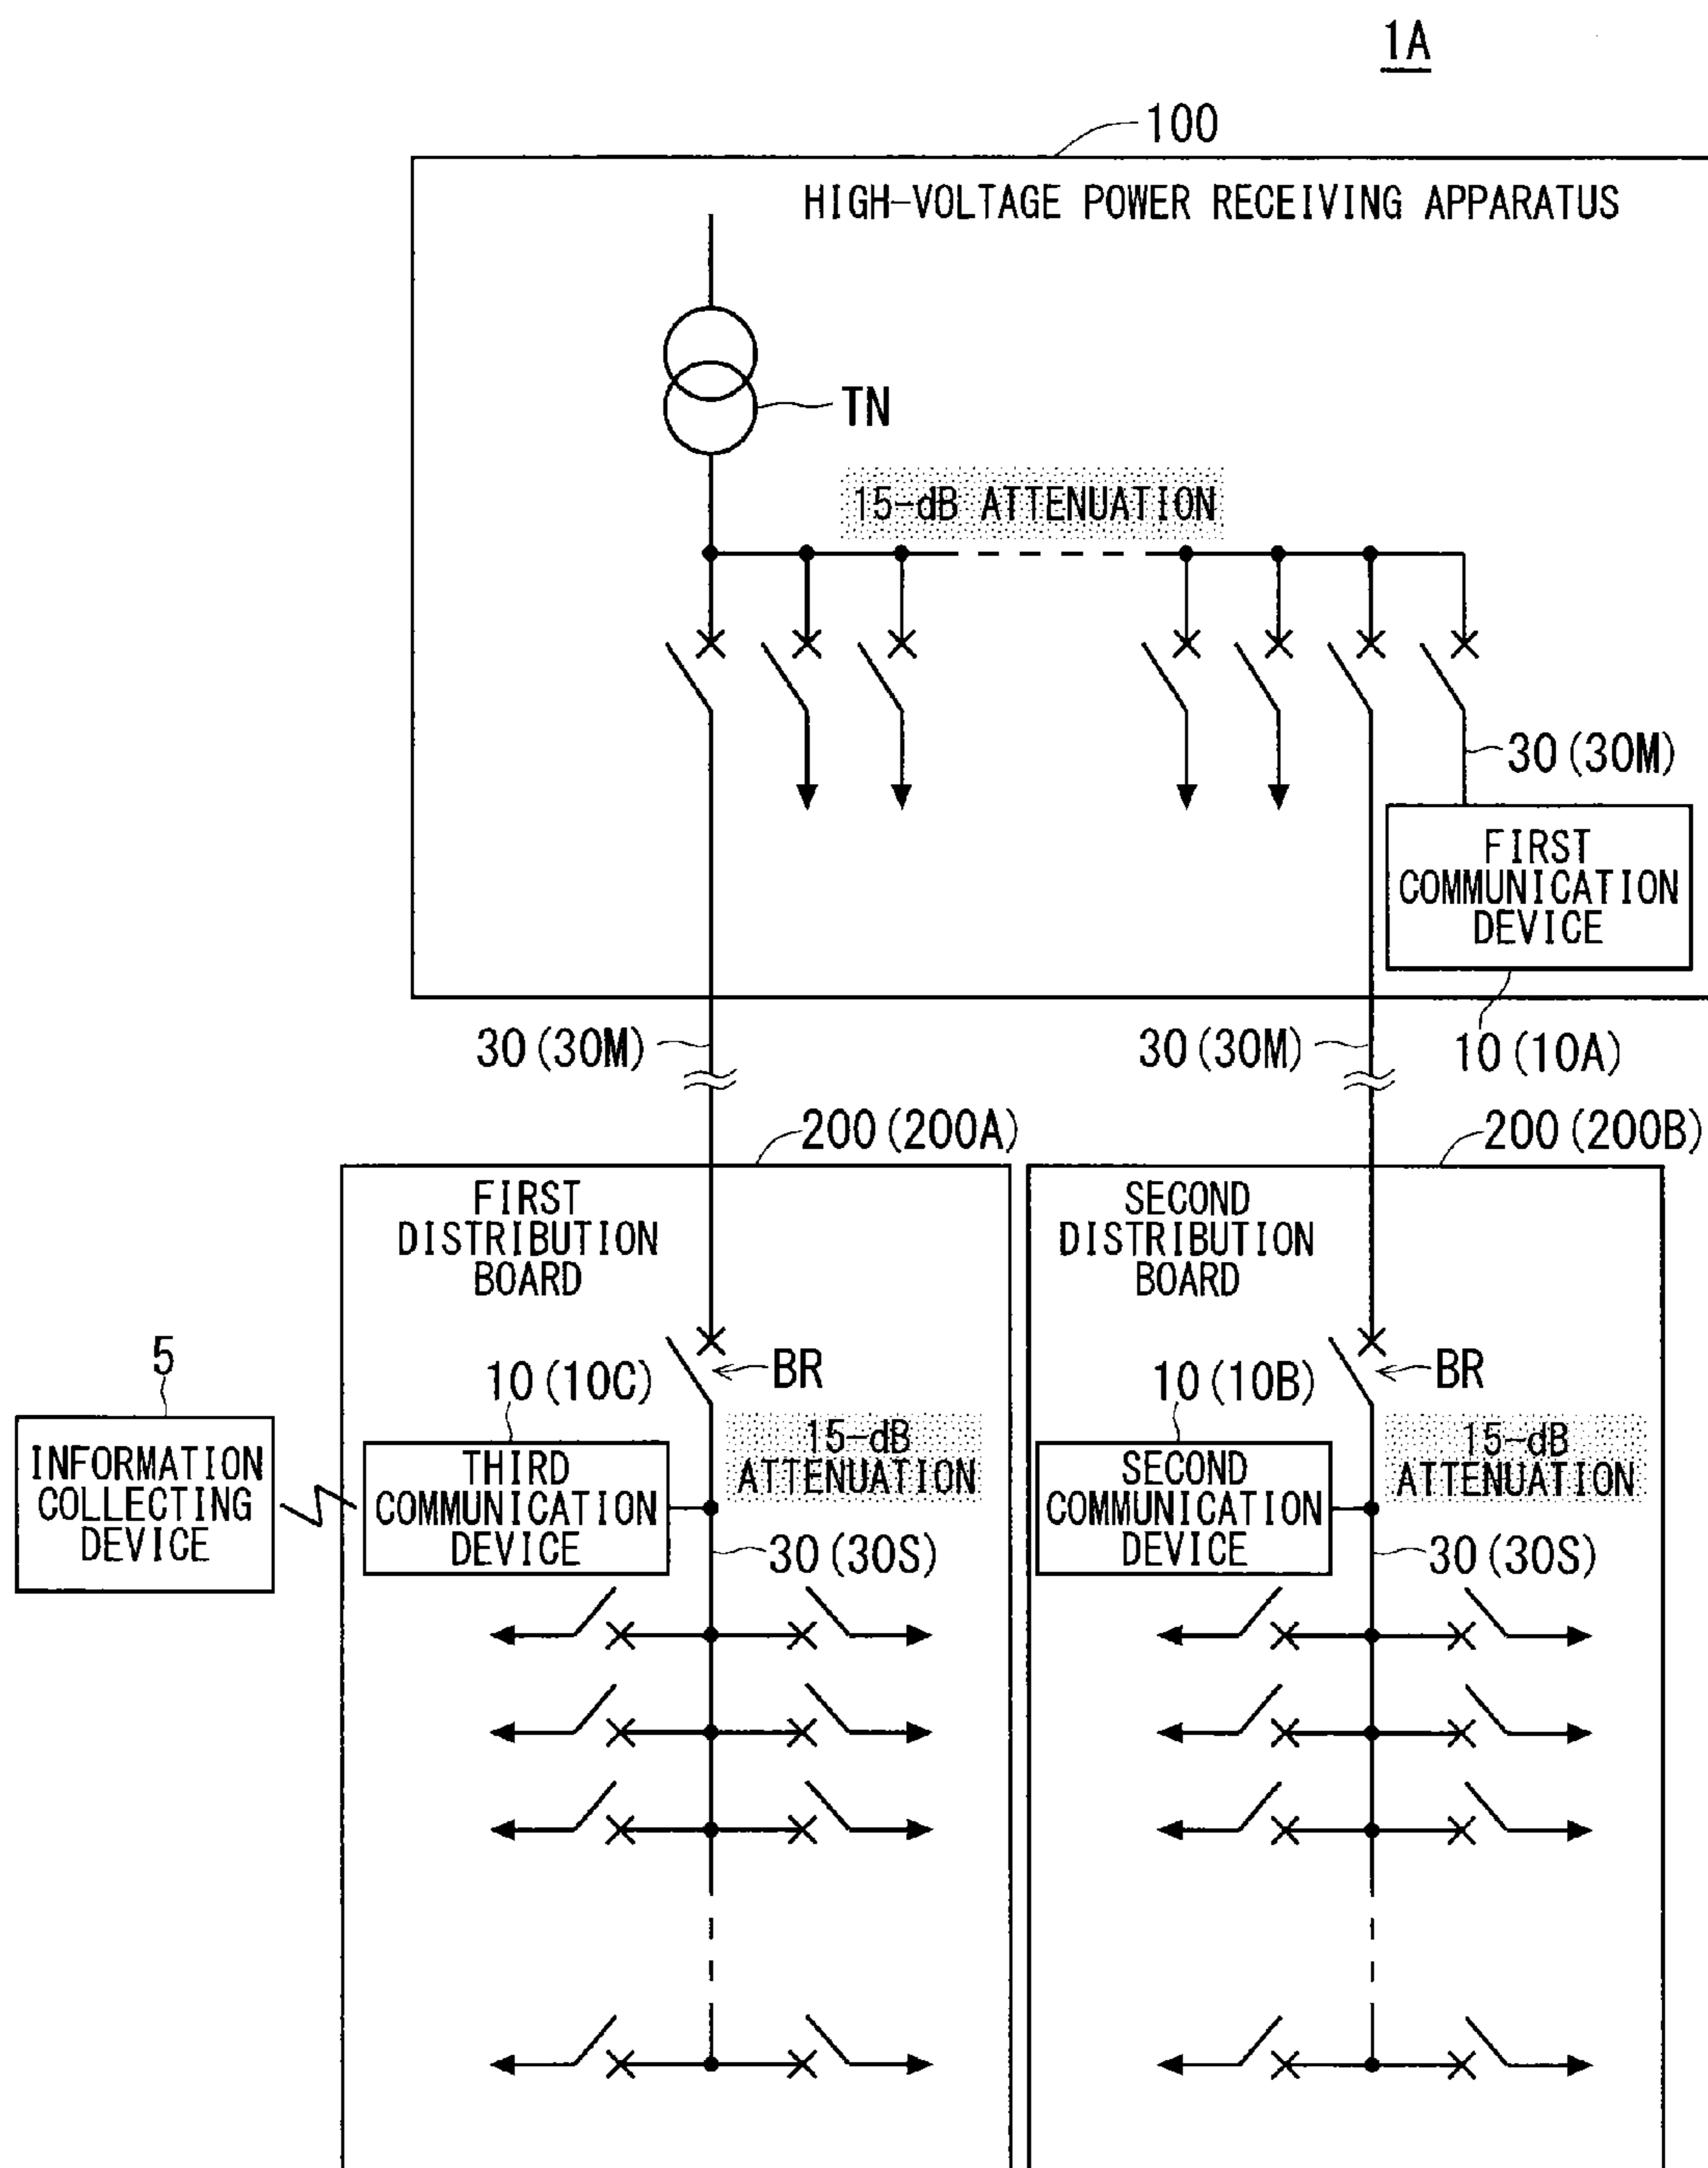 1A
100
HIGH-VOLTAGE POWER RECEIVING APPARATUS
TN
15-dB ATTENUATION
30(30M)
FIRST
COMMUNICATION
DEVICE
30(30M)
30(30M)
10(10A)
200(200A)
200(200B)
FIRST
DISTRIBUTION
BOARD
SECOND
DISTRIBUTION
BOARD
5
10(10C)
BR
10(10B)
BR
INFORMATION
COLLECTING
DEVICE
THIRD
COMMUNICATION
DEVICE
15-dB
ATTENUATION
SECOND
COMMUNICATION
DEVICE
15-dB
ATTENUATION
30(30S)
30(30S)